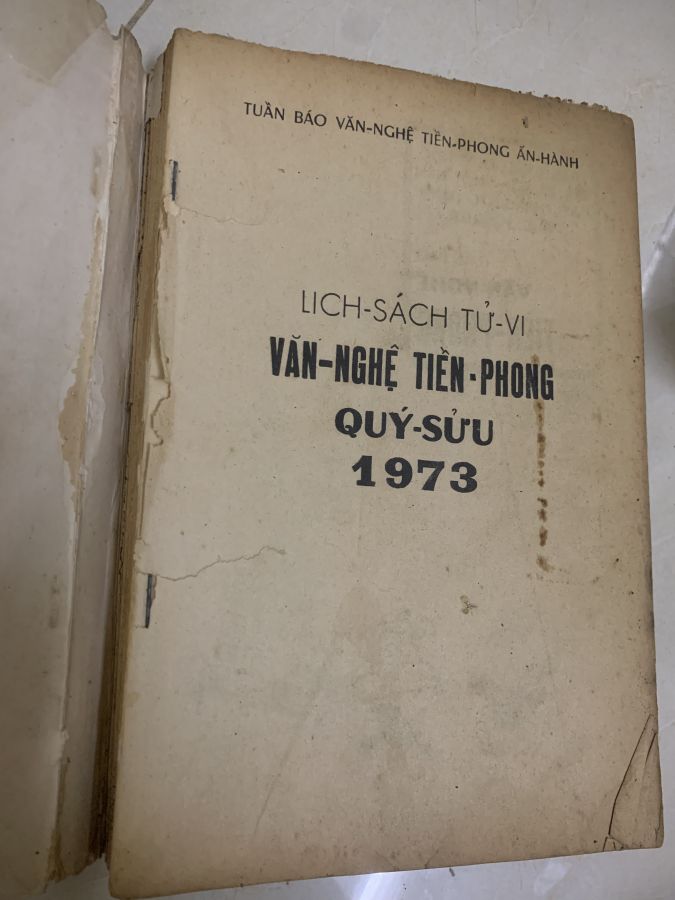 TUẦN BÁO VĂN-NGHỆ TIỀN-PHONG ẤN-HÀNH
LỊCH-SÁCH TỬ-VI
VĂN-NGHỆ TIỀN-PHONG
QUÝ-SỬU
1973